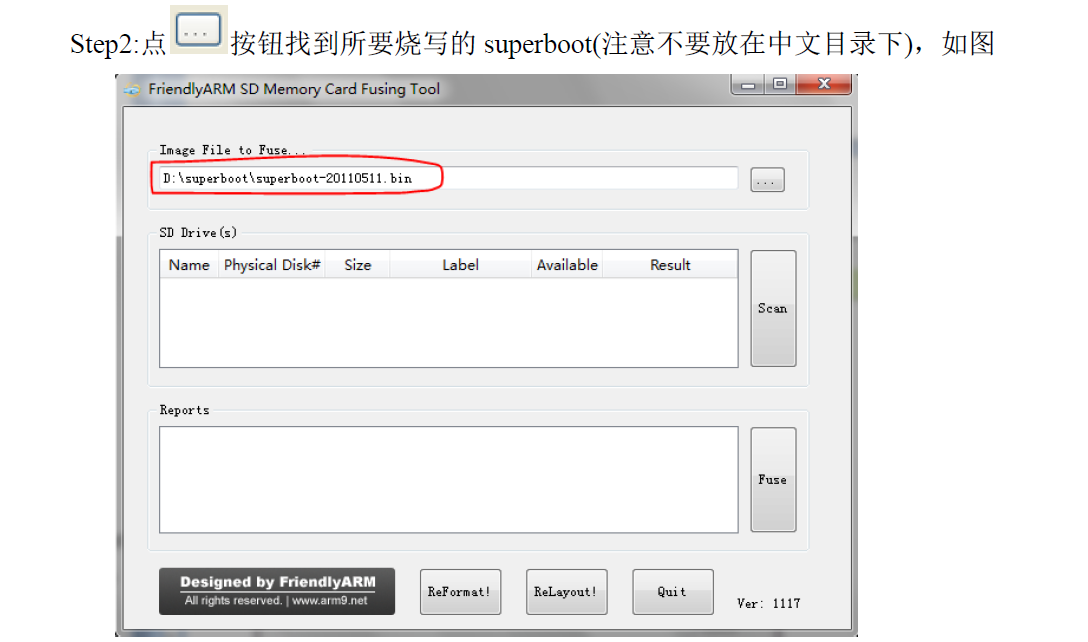 Step2:点 ... 按钮找到所要烧写的 superboot(注意不要放在中文目录下)，如图
FriendlyARM SD Memory Card Fusing Tool
Image File to Fuse...
D:\superboot\superboot-20110511.bin
...
SD Drive(s)
Name Physical Disk# Size Label Available Result
Scan
Reports
Fuse
Designed by FriendlyARM
All rights reserved. | www.arm9.net
ReFormat! ReLayout! Quit Ver: 1117